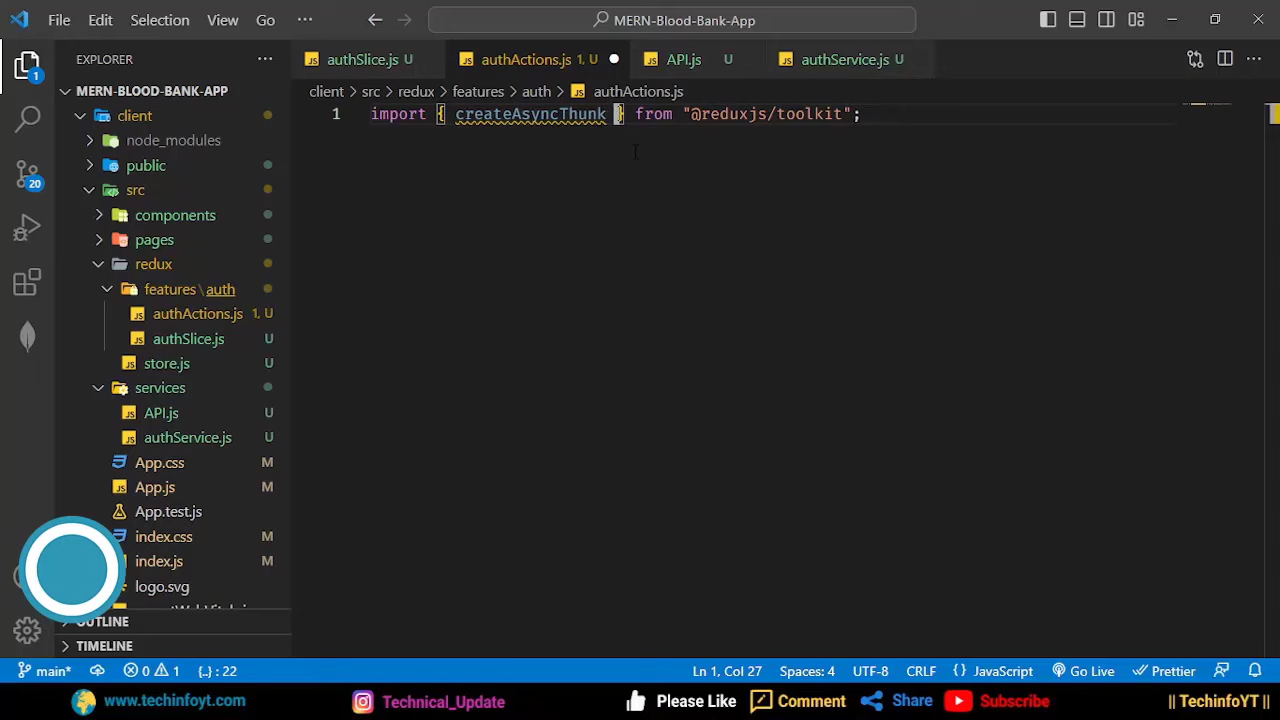 File Edit Selection View Go ··· MERN-Blood-Bank-App
EXPLORER ···
authSlice.js U
authActions.js 1, U
API.js U
authService.js U
MERN-BLOOD-BANK-APP
client > src > redux > features > auth > authActions.js
1 import { createAsyncThunk } from "@reduxjs/toolkit";
client
node_modules
public
src
components
pages
redux
features\auth
authActions.js 1, U
authSlice.js U
store.js U
services
API.js U
authService.js U
App.css M
App.js M
App.test.js
index.css M
index.js M
logo.svg
OUTLINE
TIMELINE
1
20
main* 0 1 {..} : 22 Ln 1, Col 27 Spaces: 4 UTF-8 CRLF {} JavaScript Go Live Prettier
www.techinfoyt.com Technical_Update Please Like Comment Share Subscribe || TechinfoYT ||